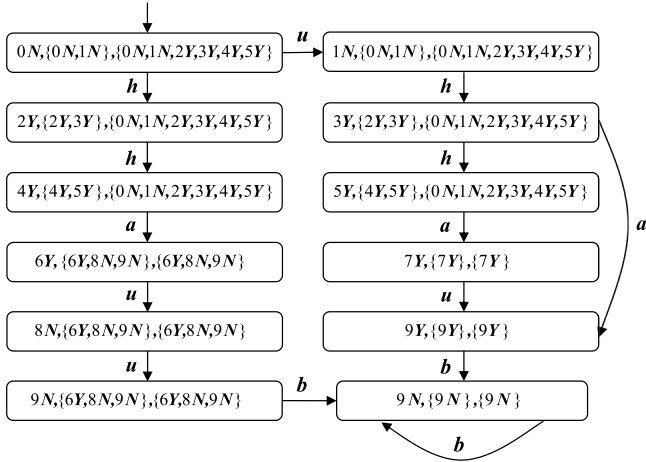 u
0N,{0N,1N},{0N,1N,2Y,3Y,4Y,5Y} 1N,{0N,1N},{0N,1N,2Y,3Y,4Y,5Y}
h h
2Y,{2Y,3Y},{0N,1N,2Y,3Y,4Y,5Y} 3Y,{2Y,3Y},{0N,1N,2Y,3Y,4Y,5Y}
h h
4Y,{4Y,5Y},{0N,1N,2Y,3Y,4Y,5Y} 5Y,{4Y,5Y},{0N,1N,2Y,3Y,4Y,5Y}
a a a
6Y,{6Y,8N,9N},{6Y,8N,9N} 7Y,{7Y},{7Y}
u u
8N,{6Y,8N,9N},{6Y,8N,9N} 9Y,{9Y},{9Y}
u b
9N,{6Y,8N,9N},{6Y,8N,9N} b 9N,{9N},{9N}
b